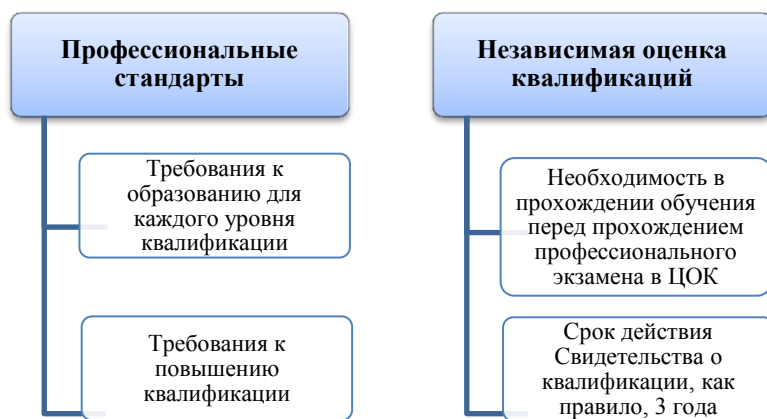 Профессиональные
стандарты
Требования к
образованию для
каждого уровня
квалификации
Требования к
повышению
квалификации
Независимая оценка
квалификаций
Необходимость в
прохождении обучения
перед прохождением
профессионального
экзамена в ЦОК
Срок действия
Свидетельства о
квалификации, как
правило, 3 года